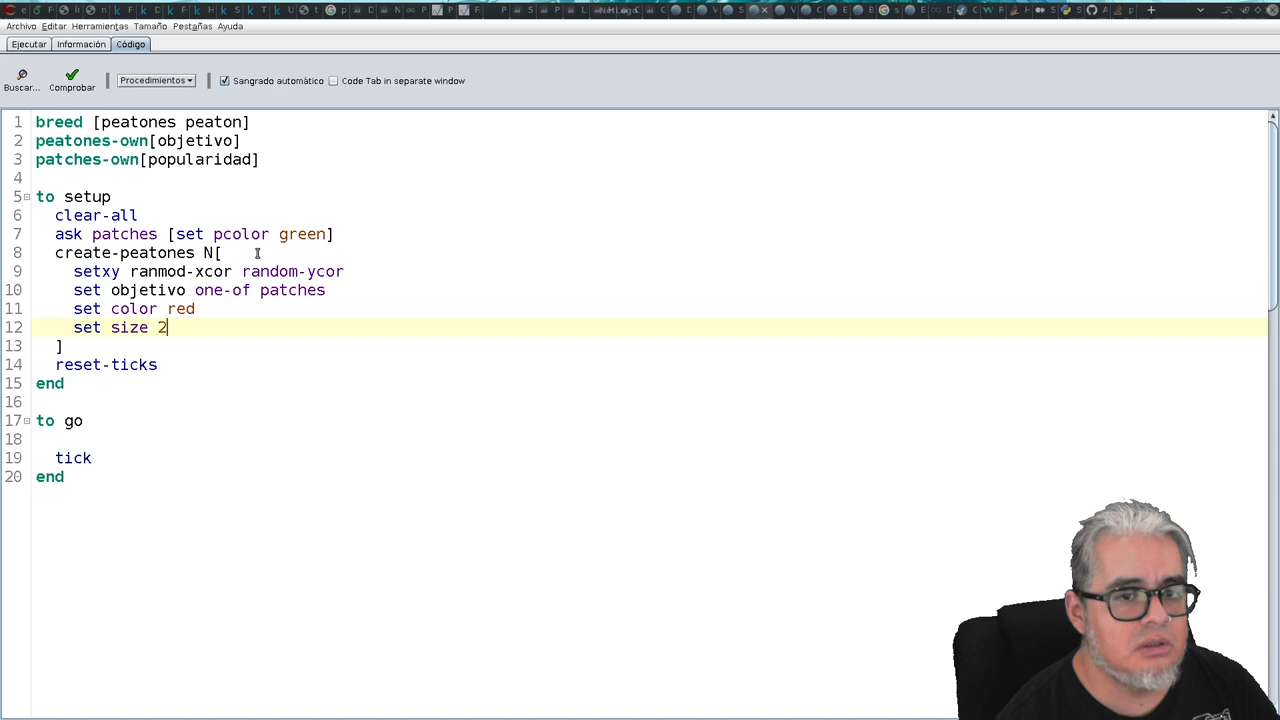 Archivo Editar Herramientas Tamaño Pestañas Ayuda
Ejecutar Información Código
Buscar... Comprobar Procedimientos Sangrado automático Code Tab in separate window
1 breed [peatones peaton]
2 peatones-own[objetivo]
3 patches-own[popularidad]
4
5 to setup
6 clear-all
7 ask patches [set pcolor green]
8 create-peatones N[
9 setxy ranmod-xcor random-ycor
10 set objetivo one-of patches
11 set color red
12 set size 2
13 ]
14 reset-ticks
15 end
16
17 to go
18
19 tick
20 end